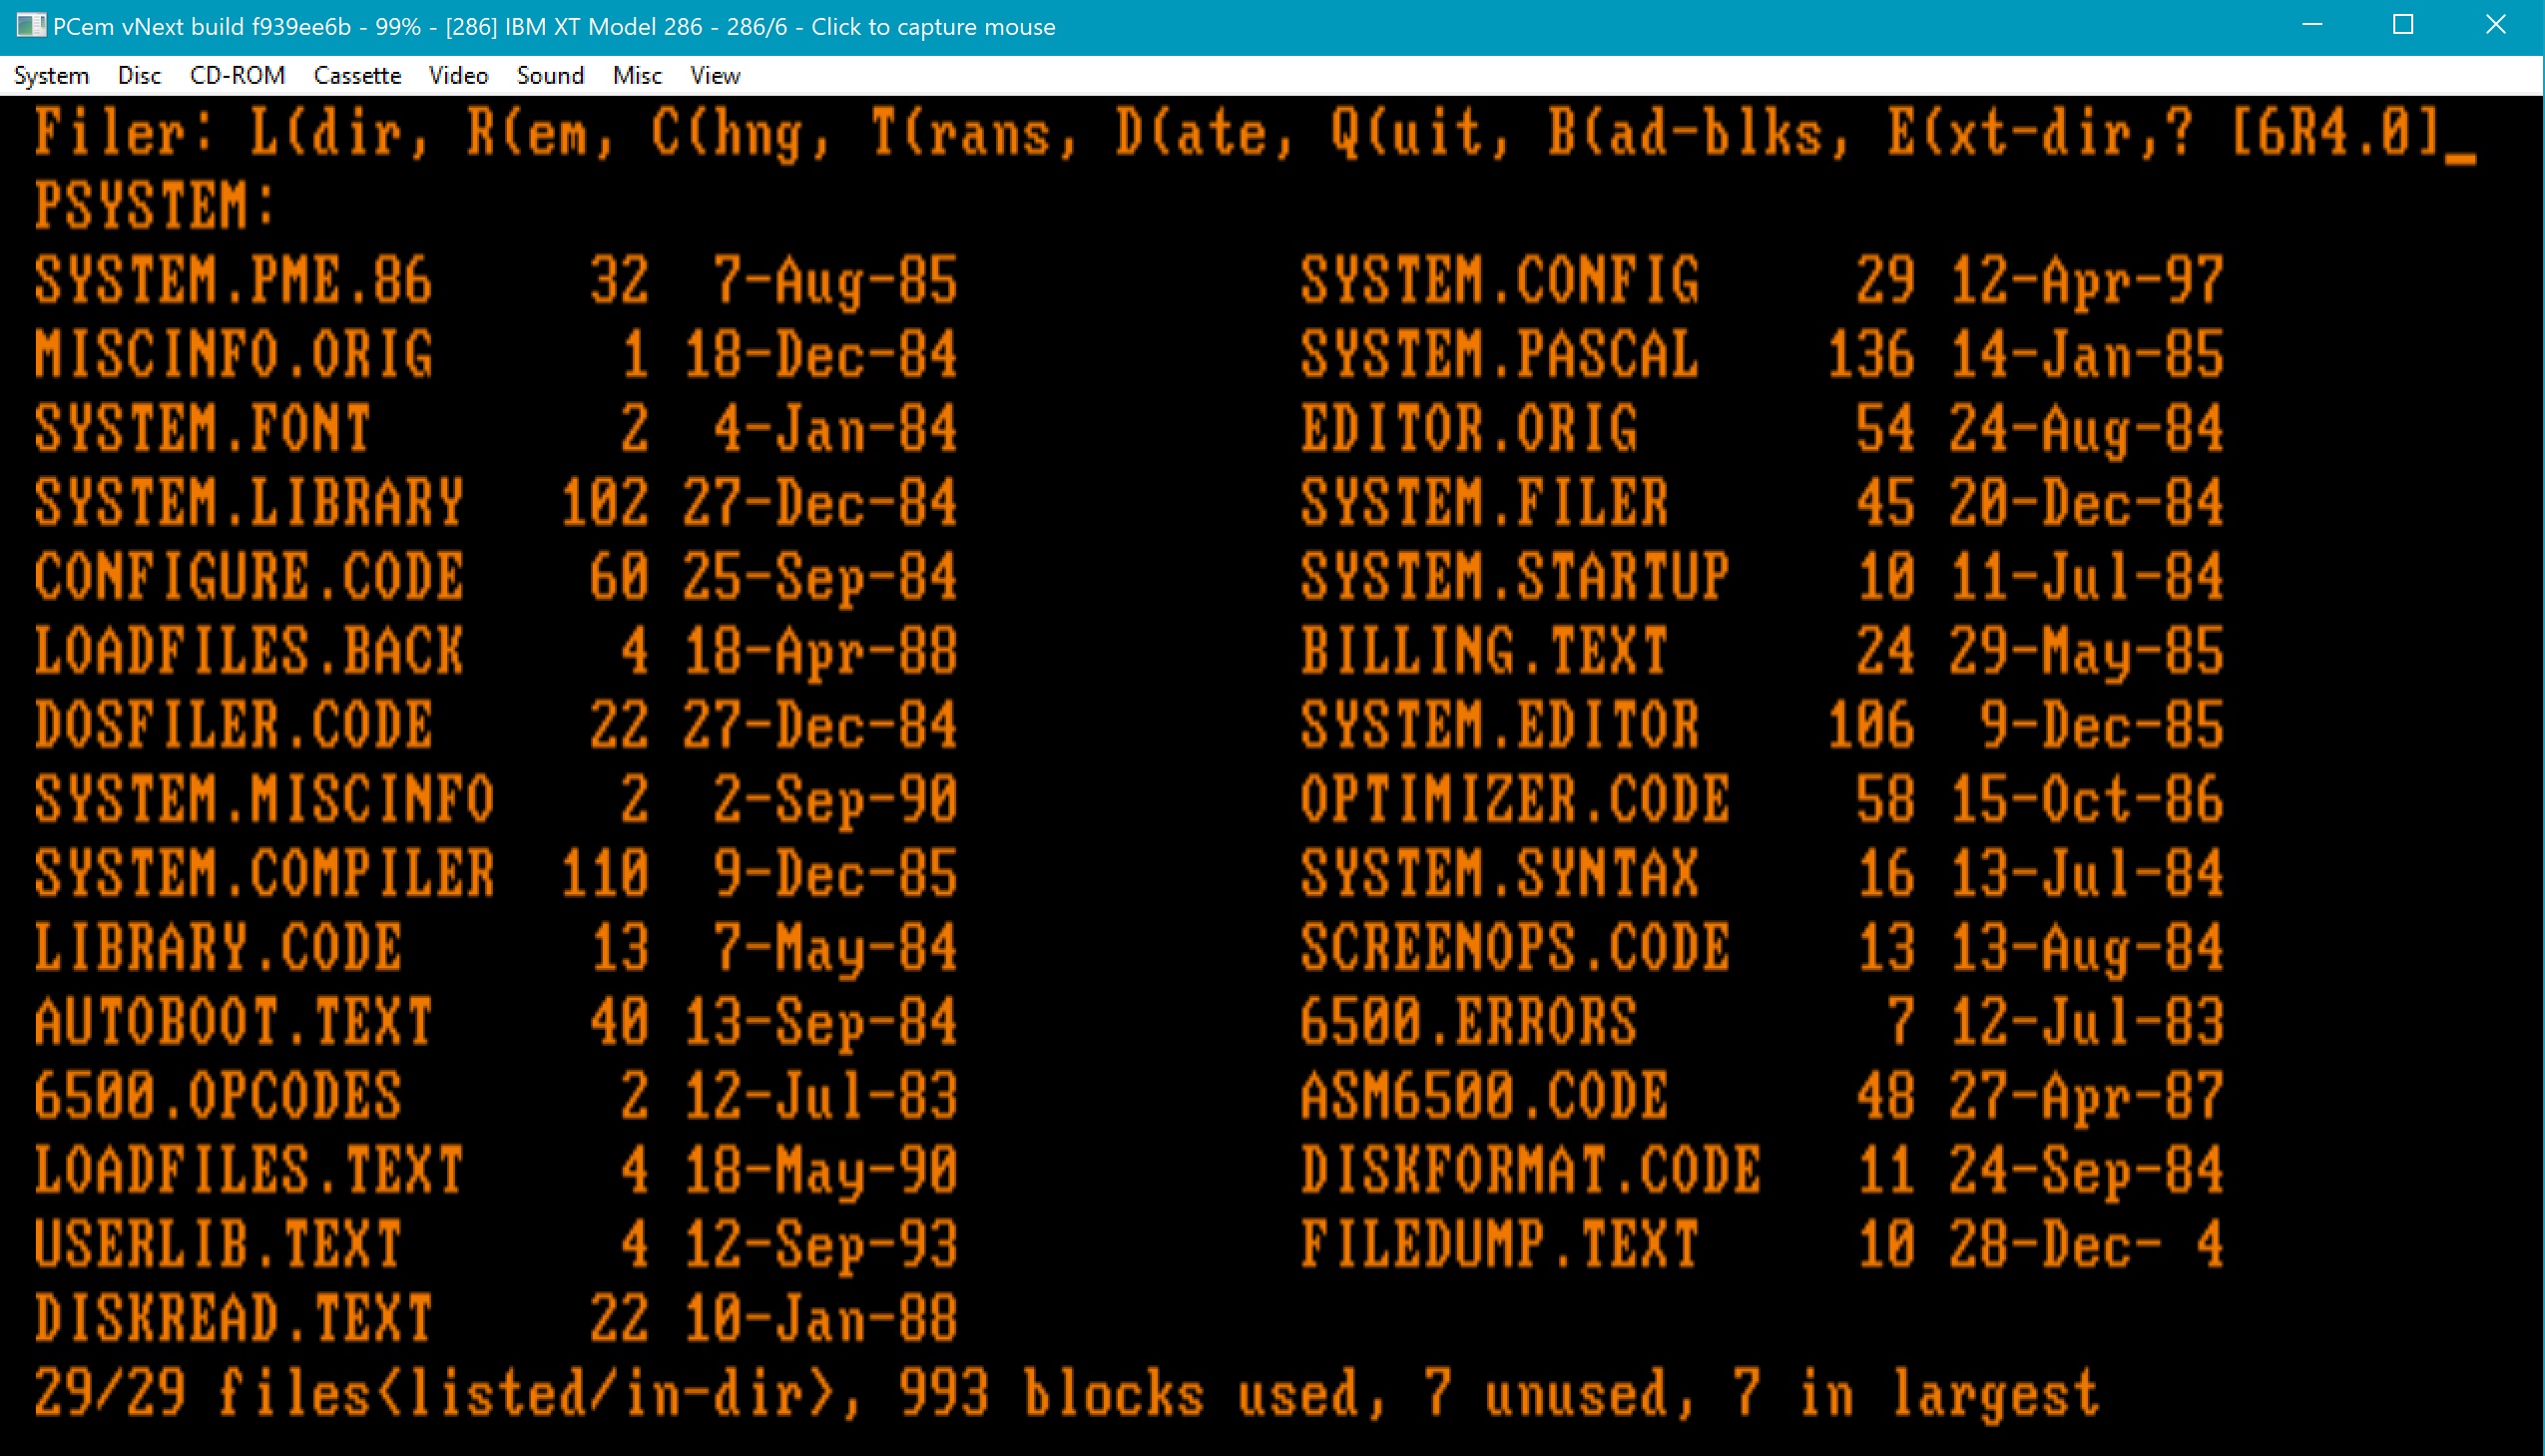 PCem vNext build f939ee6b - 99% - [286] IBM XT Model 286 - 286/6 - Click to capture mouse
System Disc CD-ROM Cassette Video Sound Misc View
Filer: L(dir, R(em, C(hng, T(rans, D(ate, Q(uit, B(ad-blks, E(xt-dir,? [6R4.0]_
PSYSTEM:
SYSTEM.PME.86 32 7-Aug-85 SYSTEM.CONFIG 29 12-Apr-97
MISCINFO.ORIG 1 18-Dec-84 SYSTEM.PASCAL 136 14-Jan-85
SYSTEM.FONT 2 4-Jan-84 EDITOR.ORIG 54 24-Aug-84
SYSTEM.LIBRARY 102 27-Dec-84 SYSTEM.FILER 45 20-Dec-84
CONFIGURE.CODE 60 25-Sep-84 SYSTEM.STARTUP 10 11-Jul-84
LOADFILES.BACK 4 18-Apr-88 BILLING.TEXT 24 29-May-85
DOSFILER.CODE 22 27-Dec-84 SYSTEM.EDITOR 106 9-Dec-85
SYSTEM.MISCINFO 2 2-Sep-90 OPTIMIZER.CODE 58 15-Oct-86
SYSTEM.COMPILER 110 9-Dec-85 SYSTEM.SYNTAX 16 13-Jul-84
LIBRARY.CODE 13 7-May-84 SCREENOPS.CODE 13 13-Aug-84
AUTOBOOT.TEXT 40 13-Sep-84 6500.ERRORS 7 12-Jul-83
6500.OPCODES 2 12-Jul-83 ASM6500.CODE 48 27-Apr-87
LOADFILES.TEXT 4 18-May-90 DISKFORMAT.CODE 11 24-Sep-84
USERLIB.TEXT 4 12-Sep-93 FILEDUMP.TEXT 10 28-Dec- 4
DISKREAD.TEXT 22 10-Jan-88
29/29 files<listed/in-dir>, 993 blocks used, 7 unused, 7 in largest